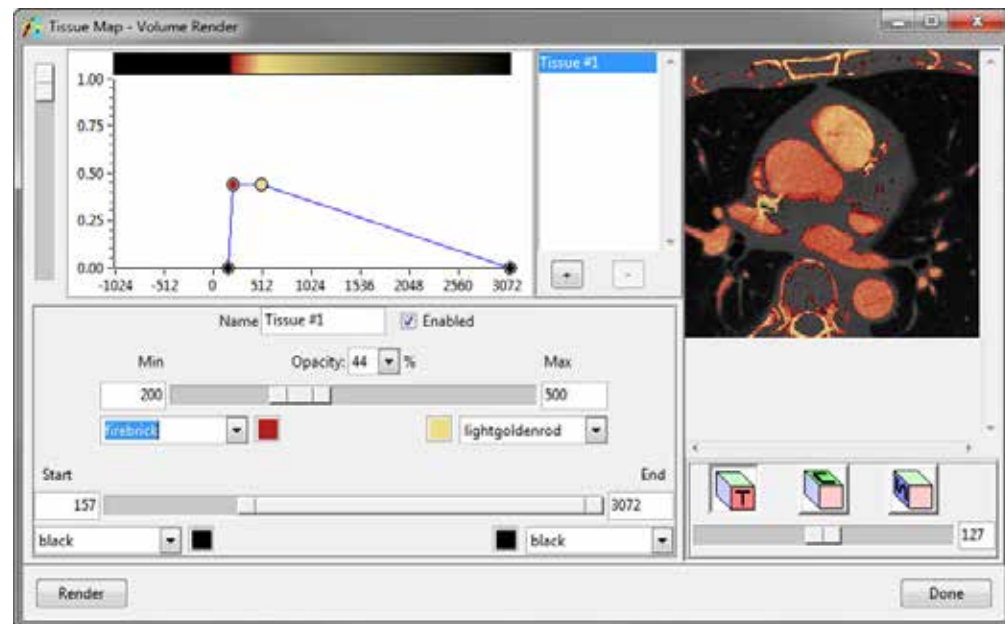 Tissue Map - Volume Render
Tissue #1
1.00
0.75
0.50
0.25
0.00
-1024 -512 0 512 1024 1536 2048 2560 3072
+ -
Name Tissue #1 Enabled
Min Opacity: 44 % Max
200 500
firebrick lightgoldenrod
Start End
157 3072
black black
T
127
Render Done